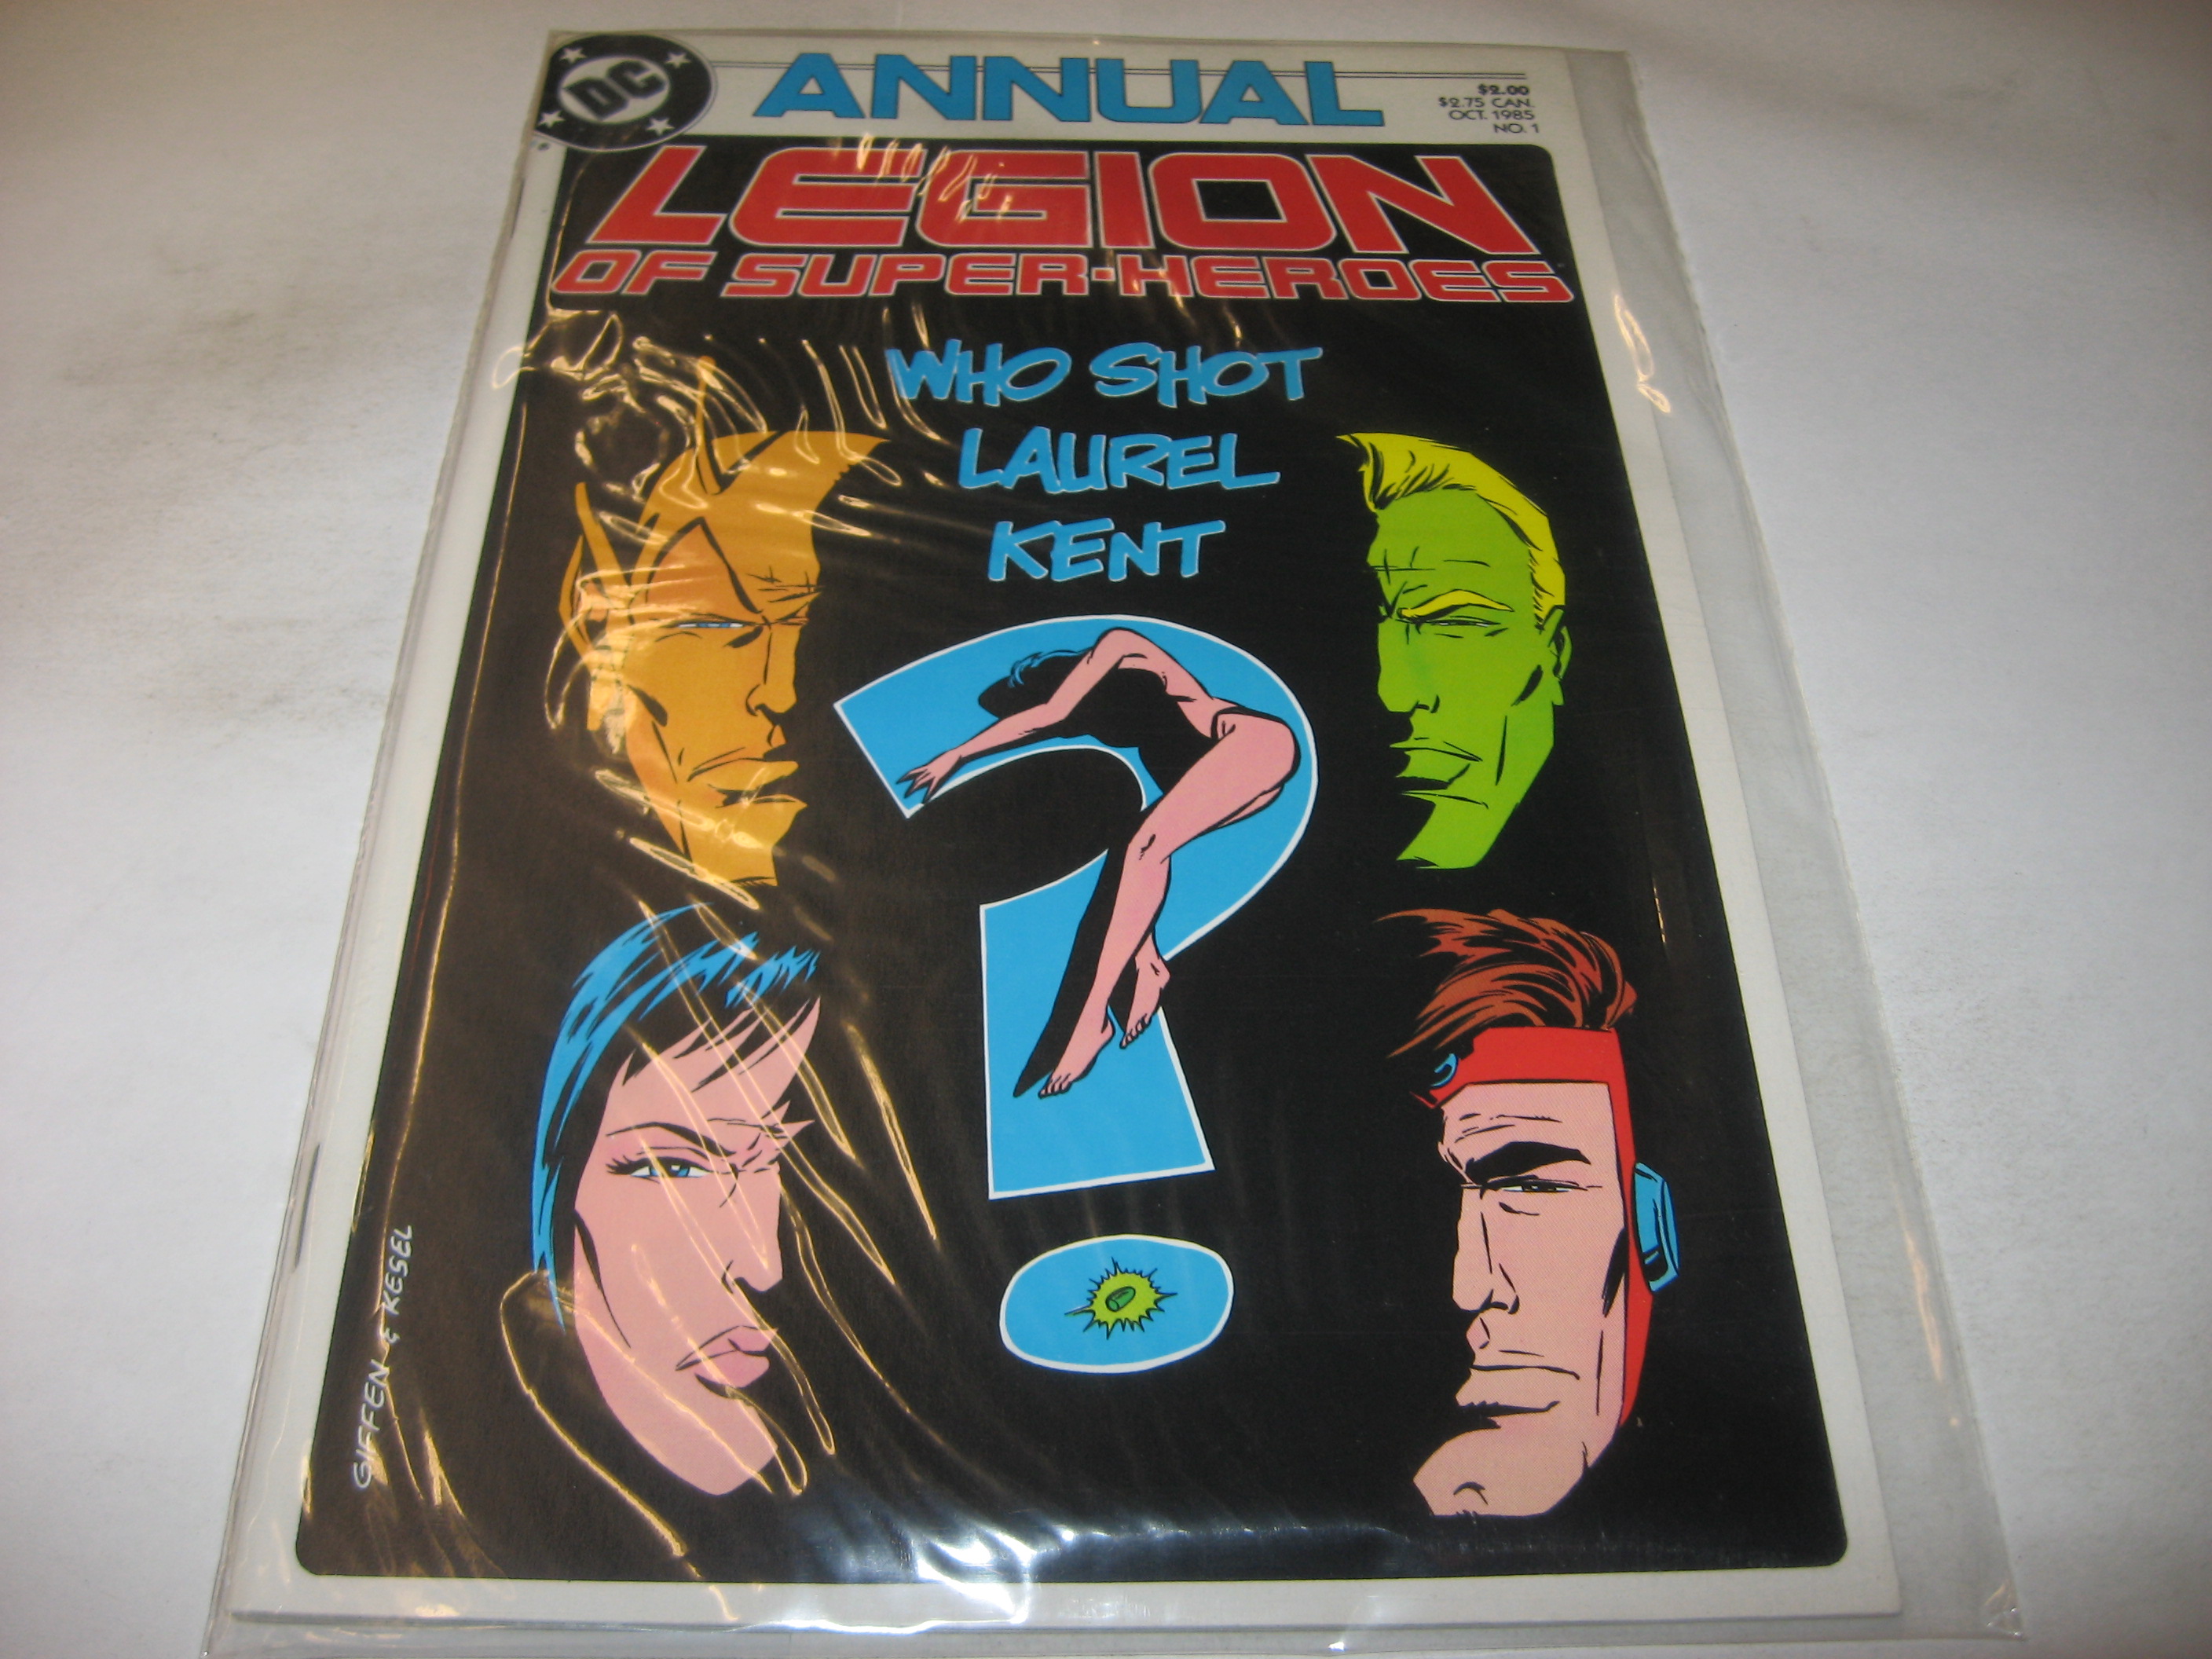 DC
ANNUAL
$2.00
$2.75 CAN.
OCT. 1985
NO. 1
LEGION
OF SUPER-HEROES
WHO SHOT
LAUREL
KENT
?
GIFFEN & KESEL